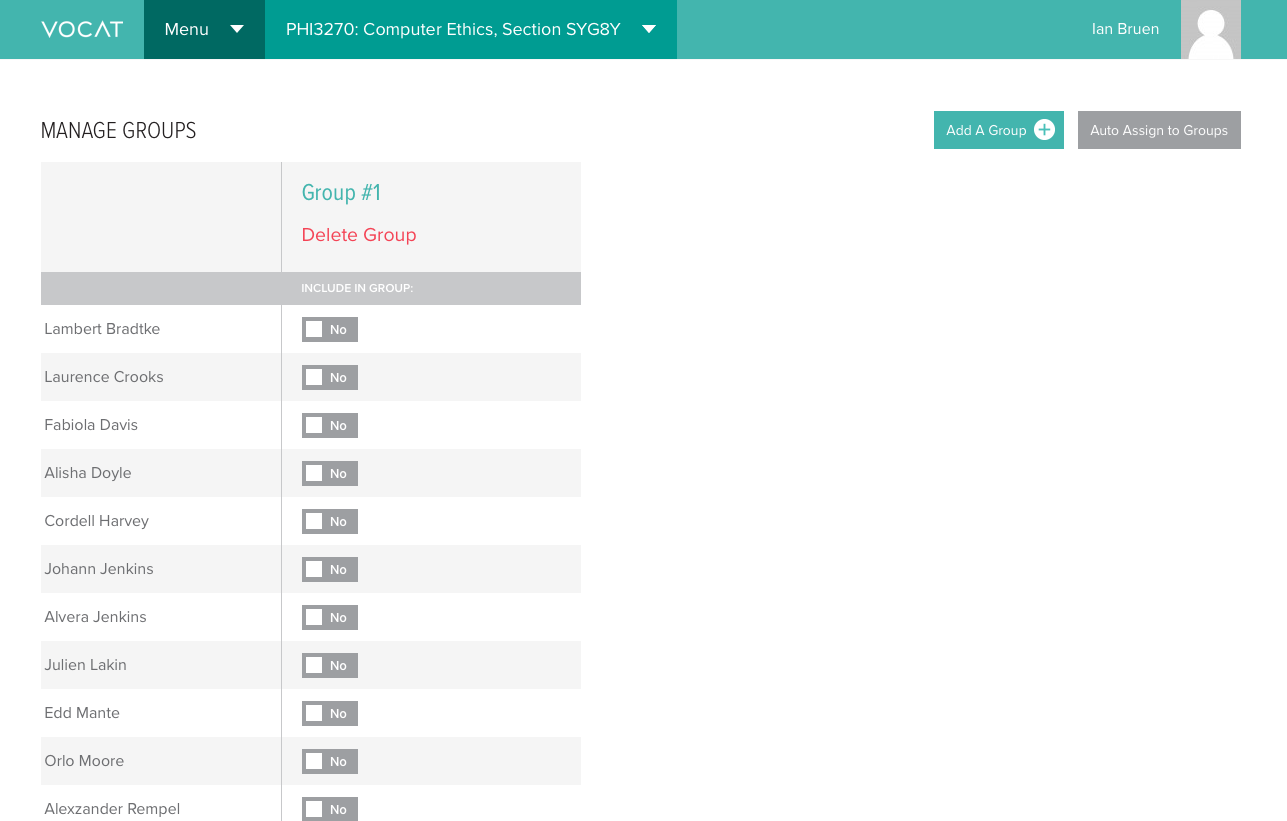 VOCAT
Menu
PHI3270: Computer Ethics, Section SYG8Y
Ian Bruen
MANAGE GROUPS
Add A Group
Auto Assign to Groups
Group #1
Delete Group
INCLUDE IN GROUP:
Lambert Bradtke No
Laurence Crooks No
Fabiola Davis No
Alisha Doyle No
Cordell Harvey No
Johann Jenkins No
Alvera Jenkins No
Julien Lakin No
Edd Mante No
Orlo Moore No
Alexzander Rempel No